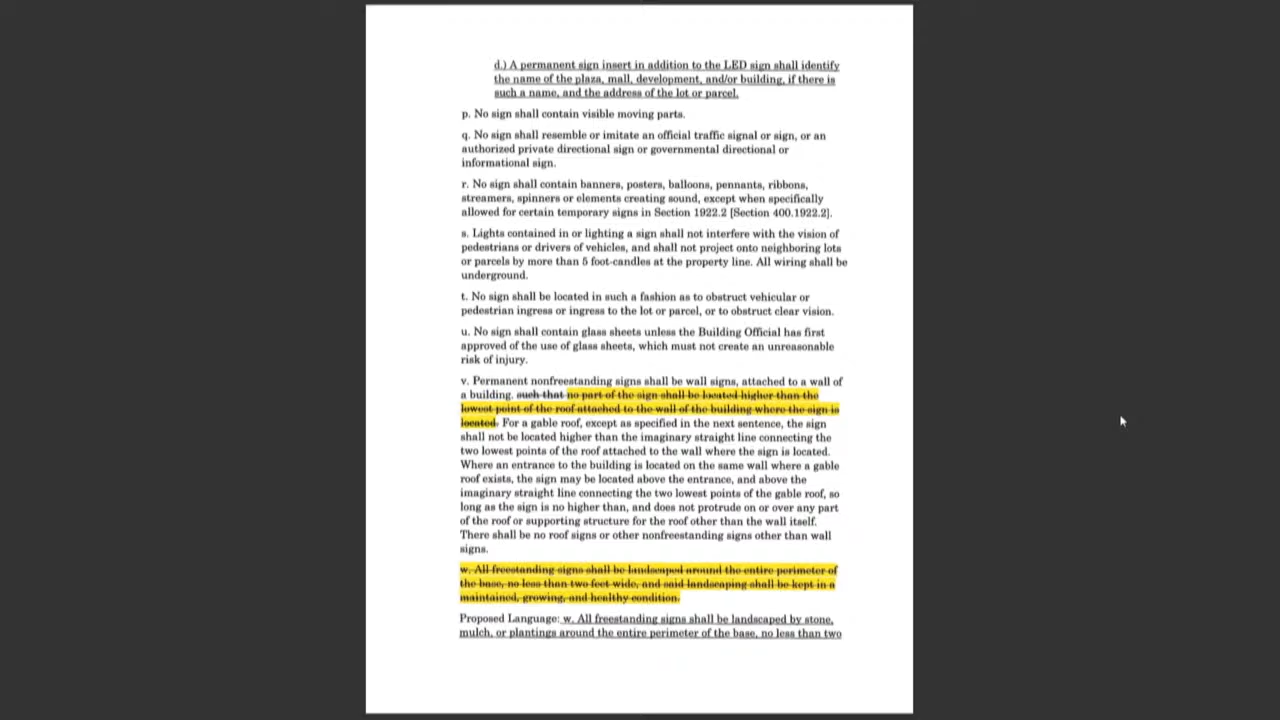 d.) A permanent sign insert in addition to the LED sign shall identify
the name of the plaza, mall, development, and/or building, if there is
such a name, and the address of the lot or parcel.
p. No sign shall contain visible moving parts.
q. No sign shall resemble or imitate an official traffic signal or sign, or an
authorized private directional sign or governmental directional or
informational sign.
r. No sign shall contain banners, posters, balloons, pennants, ribbons,
streamers, spinners or elements creating sound, except when specifically
allowed for certain temporary signs in Section 1922.2 [Section 400.1922.2].
s. Lights contained in or lighting a sign shall not interfere with the vision of
pedestrians or drivers of vehicles, and shall not project onto neighboring lots
or parcels by more than 5 foot-candles at the property line. All wiring shall be
underground.
t. No sign shall be located in such a fashion as to obstruct vehicular or
pedestrian ingress or ingress to the lot or parcel, or to obstruct clear vision.
u. No sign shall contain glass sheets unless the Building Official has first
approved of the use of glass sheets, which must not create an unreasonable
risk of injury.
v. Permanent nonfreestanding signs shall be wall signs, attached to a wall of
a building. such that no part of the sign shall be located higher than the
lowest point of the roof attached to the wall of the building where the sign is
located. For a gable roof, except as specified in the next sentence, the sign
shall not be located higher than the imaginary straight line connecting the
two lowest points of the roof attached to the wall where the sign is located.
Where an entrance to the building is located on the same wall where a gable
roof exists, the sign may be located above the entrance, and above the
imaginary straight line connecting the two lowest points of the gable roof, so
long as the sign is no higher than, and does not protrude on or over any part
of the roof or supporting structure for the roof other than the wall itself.
There shall be no roof signs or other nonfreestanding signs other than wall
signs.
w. All freestanding signs shall be landscaped around the entire perimeter of
the base, no less than two feet wide, and said landscaping shall be kept in a
maintained, growing, and healthy condition.
Proposed Language: w. All freestanding signs shall be landscaped by stone,
mulch, or plantings around the entire perimeter of the base, no less than two